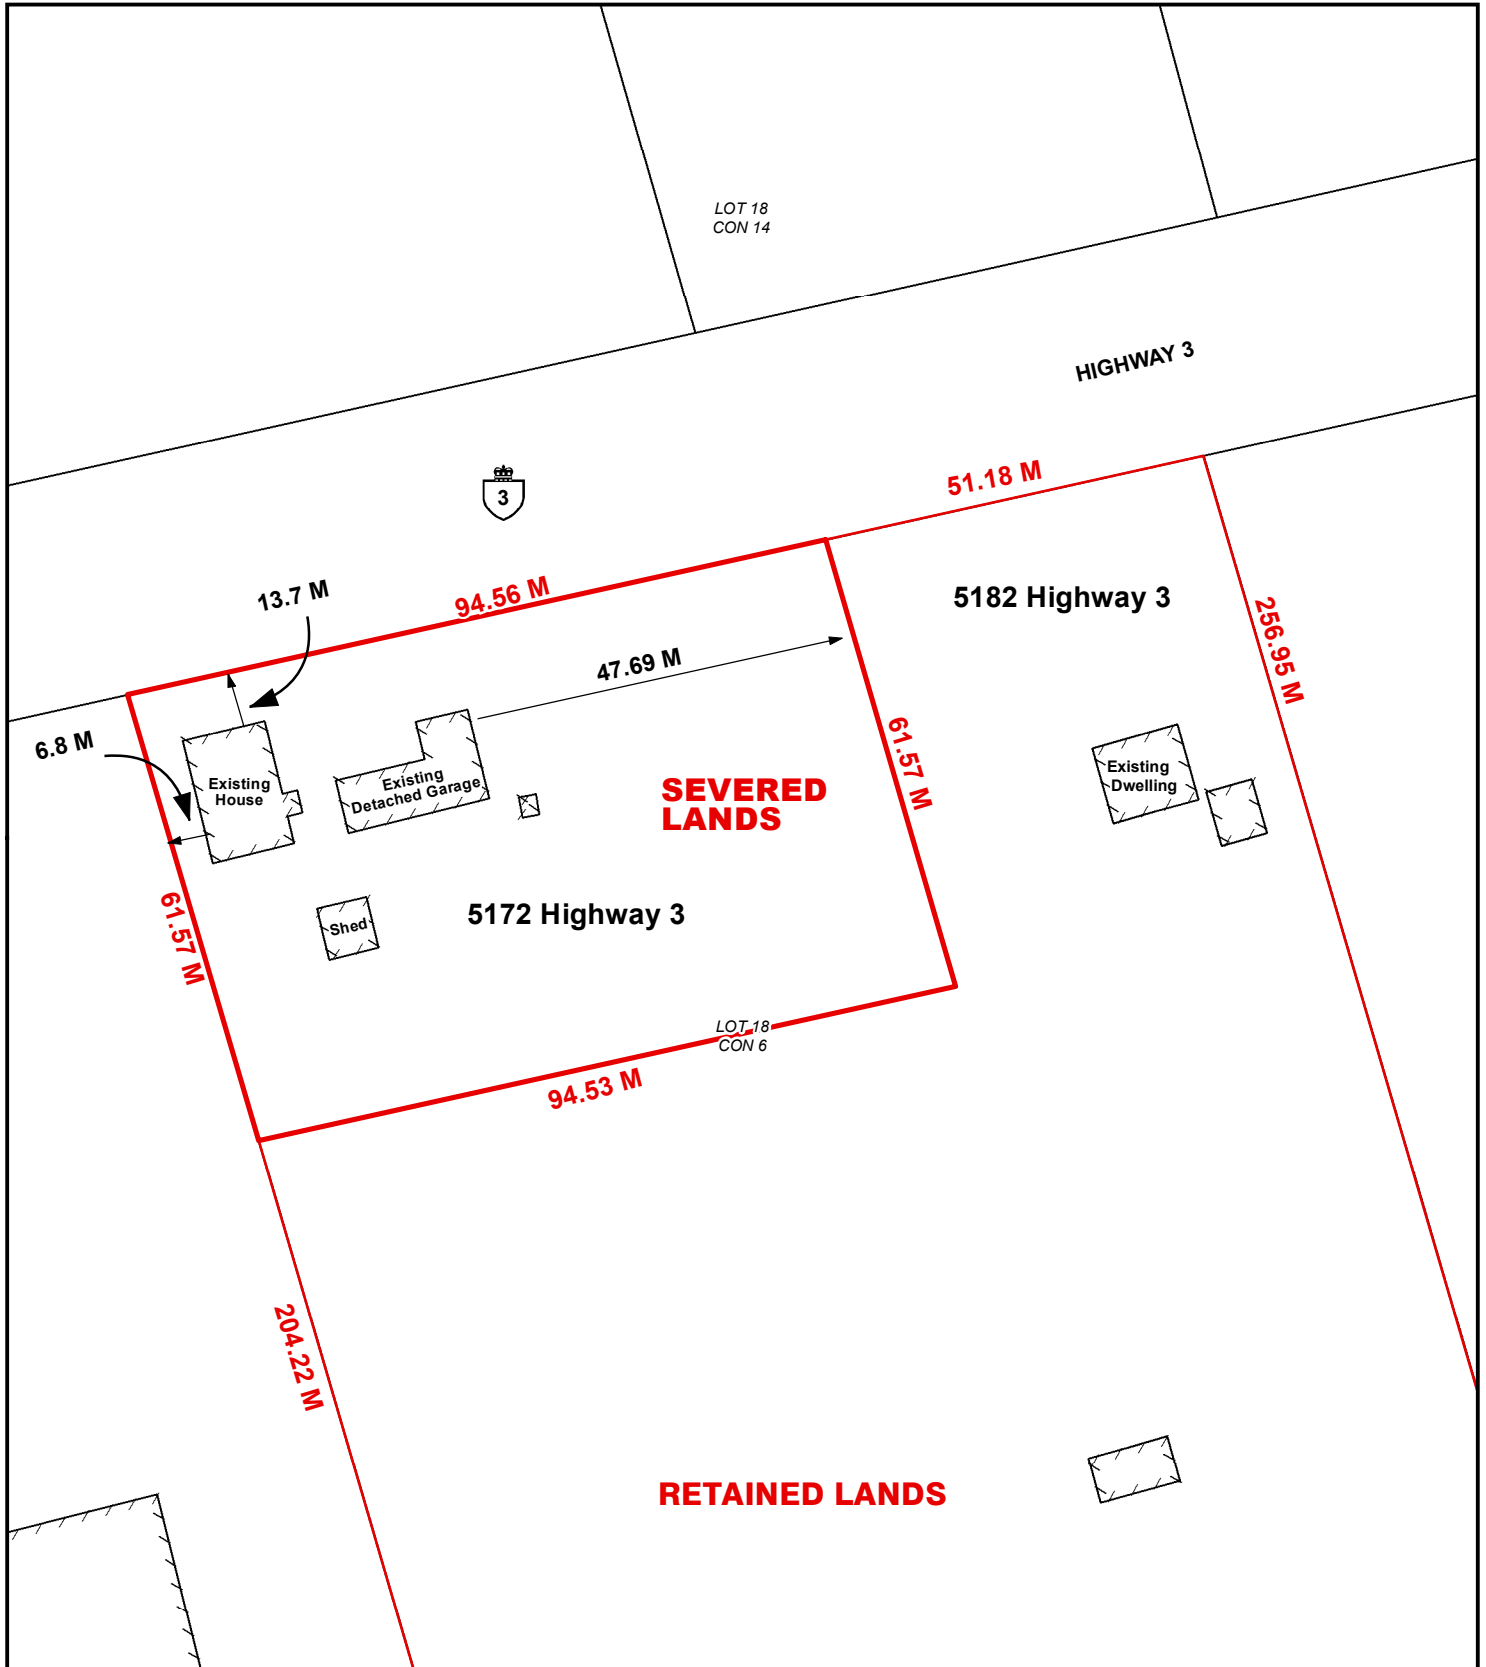 LOT 18
CON 14
HIGHWAY 3
3
51.18 M
94.56 M
13.7 M
5182 Highway 3
256.95 M
47.69 M
6.8 M
61.57 M
Existing
House
Existing
Detached Garage
SEVERED
LANDS
Existing
Dwelling
61.57 M
Shed
5172 Highway 3
LOT 18
CON 6
94.53 M
204.22 M
RETAINED LANDS